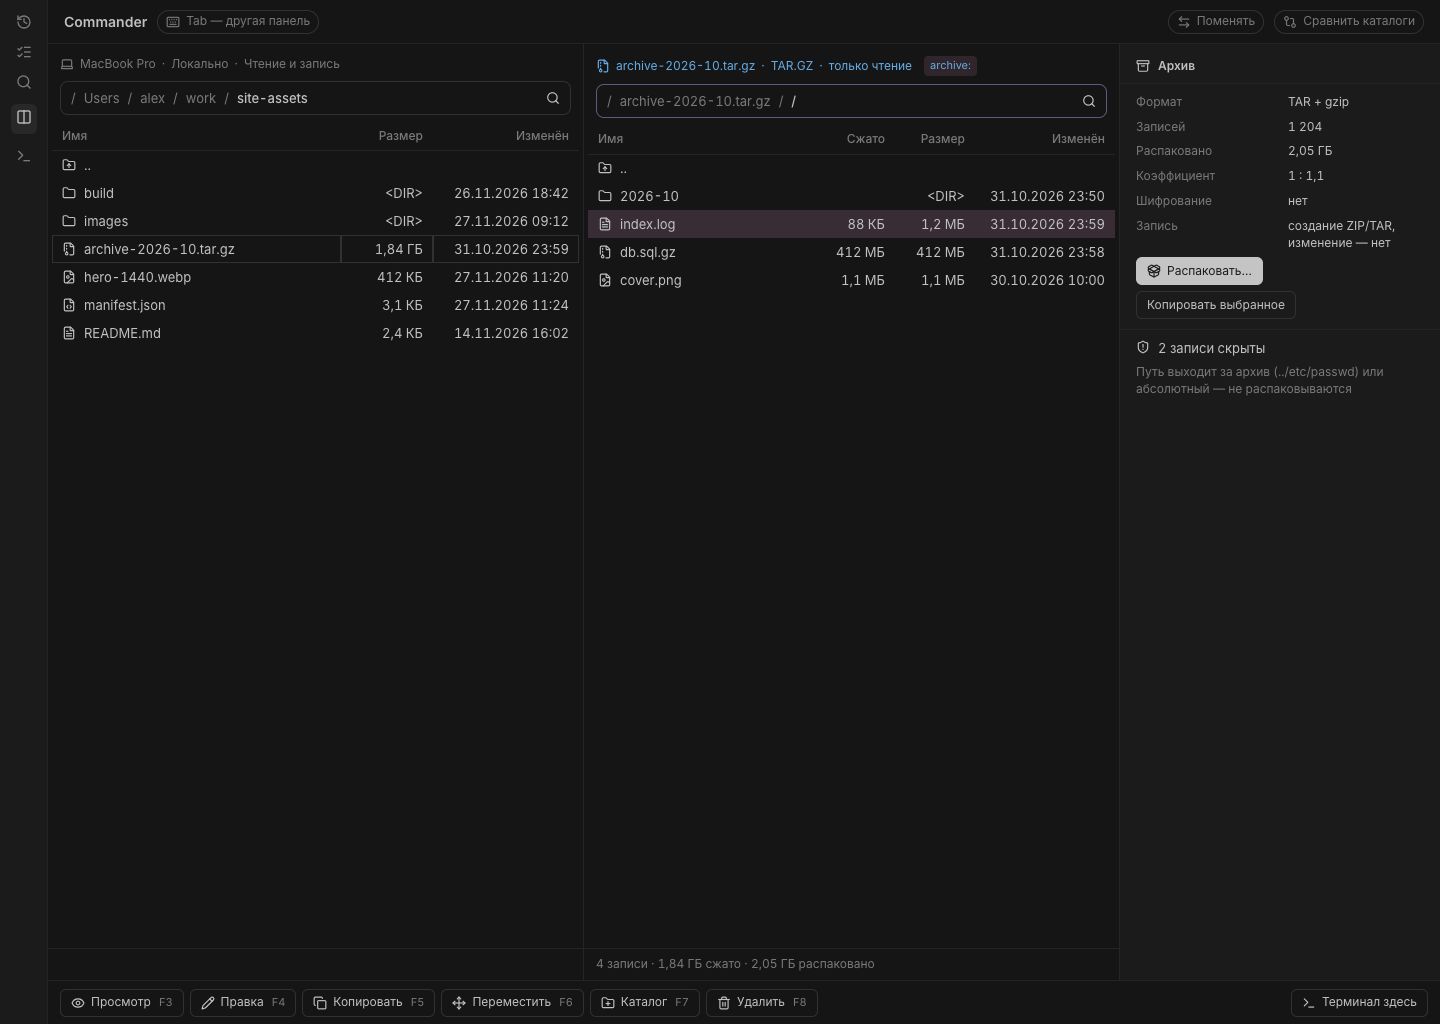 Commander Tab — другая панель Поменять Сравнить каталоги
MacBook Pro · Локально · Чтение и запись
/ Users / alex / work / site-assets
Имя Размер Изменён
..
build <DIR> 26.11.2026 18:42
images <DIR> 27.11.2026 09:12
archive-2026-10.tar.gz 1,84 ГБ 31.10.2026 23:59
hero-1440.webp 412 КБ 27.11.2026 11:20
manifest.json 3,1 КБ 27.11.2026 11:24
README.md 2,4 КБ 14.11.2026 16:02
archive-2026-10.tar.gz · TAR.GZ · только чтение archive:
/ archive-2026-10.tar.gz / /
Имя Сжато Размер Изменён
..
2026-10 <DIR> 31.10.2026 23:50
index.log 88 КБ 1,2 МБ 31.10.2026 23:59
db.sql.gz 412 МБ 412 МБ 31.10.2026 23:58
cover.png 1,1 МБ 1,1 МБ 30.10.2026 10:00
4 записи · 1,84 ГБ сжато · 2,05 ГБ распаковано
Архив
Формат TAR + gzip
Записей 1 204
Распаковано 2,05 ГБ
Коэффициент 1 : 1,1
Шифрование нет
Запись создание ZIP/TAR,
изменение — нет
Распаковать…
Копировать выбранное
2 записи скрыты
Путь выходит за архив (../etc/passwd) или
абсолютный — не распаковываются
Просмотр F3 Правка F4 Копировать F5 Переместить F6 Каталог F7 Удалить F8 Терминал здесь